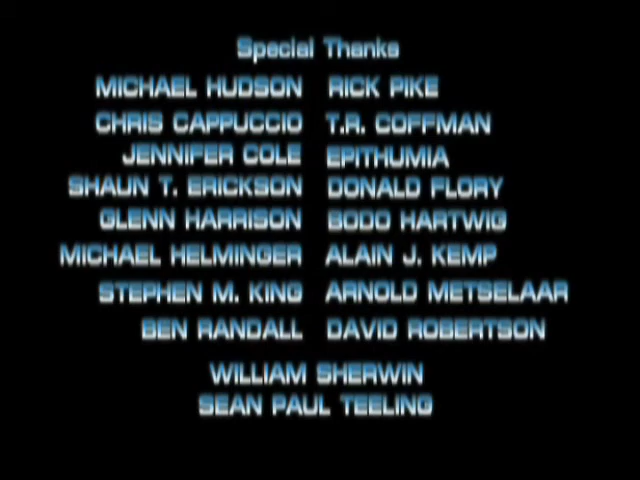 Special Thanks
MICHAEL HUDSON RICK PIKE
CHRIS CAPPUCCIO T.R. COFFMAN
JENNIFER COLE EPITHUMIA
SHAUN T. ERICKSON DONALD FLORY
GLENN HARRISON BODO HARTWIG
MICHAEL HELMINGER ALAIN J. KEMP
STEPHEN M. KING ARNOLD METSELAAR
BEN RANDALL DAVID ROBERTSON
WILLIAM SHERWIN
SEAN PAUL TEELING